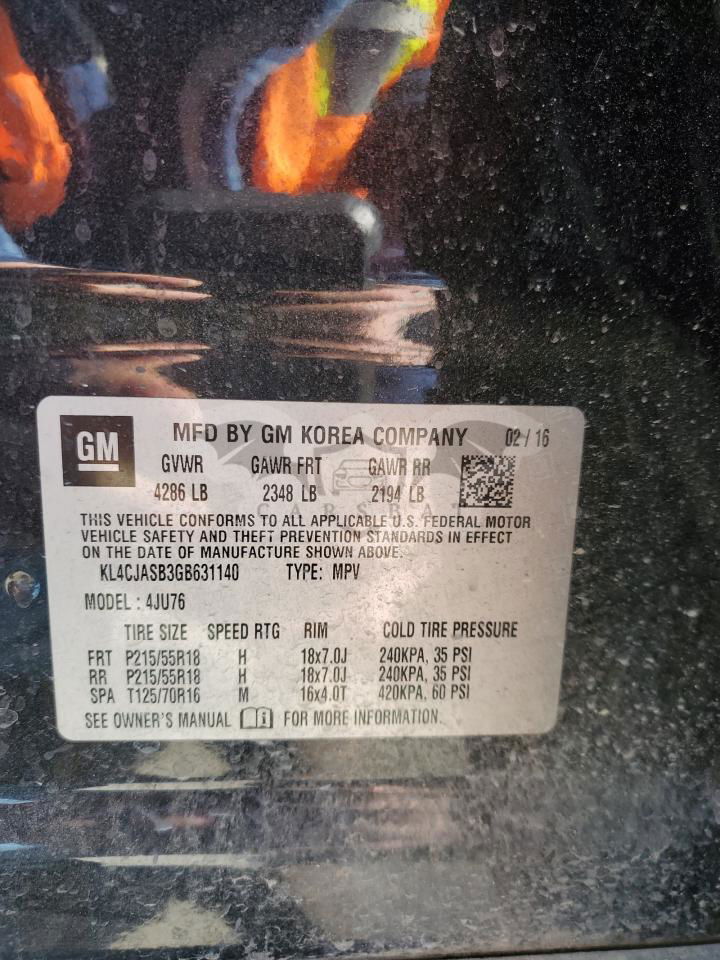 GM
MFD BY GM KOREA COMPANY 02/16
GVWR GAWR FRT GAWR RR
4286 LB 2348 LB 2194 LB
CARSBAT
THIS VEHICLE CONFORMS TO ALL APPLICABLE U.S. FEDERAL MOTOR
VEHICLE SAFETY AND THEFT PREVENTION STANDARDS IN EFFECT
ON THE DATE OF MANUFACTURE SHOWN ABOVE.
KL4CJASB3GB631140 TYPE: MPV
MODEL : 4JU76
TIRE SIZE SPEED RTG RIM COLD TIRE PRESSURE
FRT P215/55R18 H 18x7.0J 240KPA, 35 PSI
RR P215/55R18 H 18x7.0J 240KPA, 35 PSI
SPA T125/70R16 M 16x4.0T 420KPA, 60 PSI
SEE OWNER'S MANUAL FOR MORE INFORMATION.